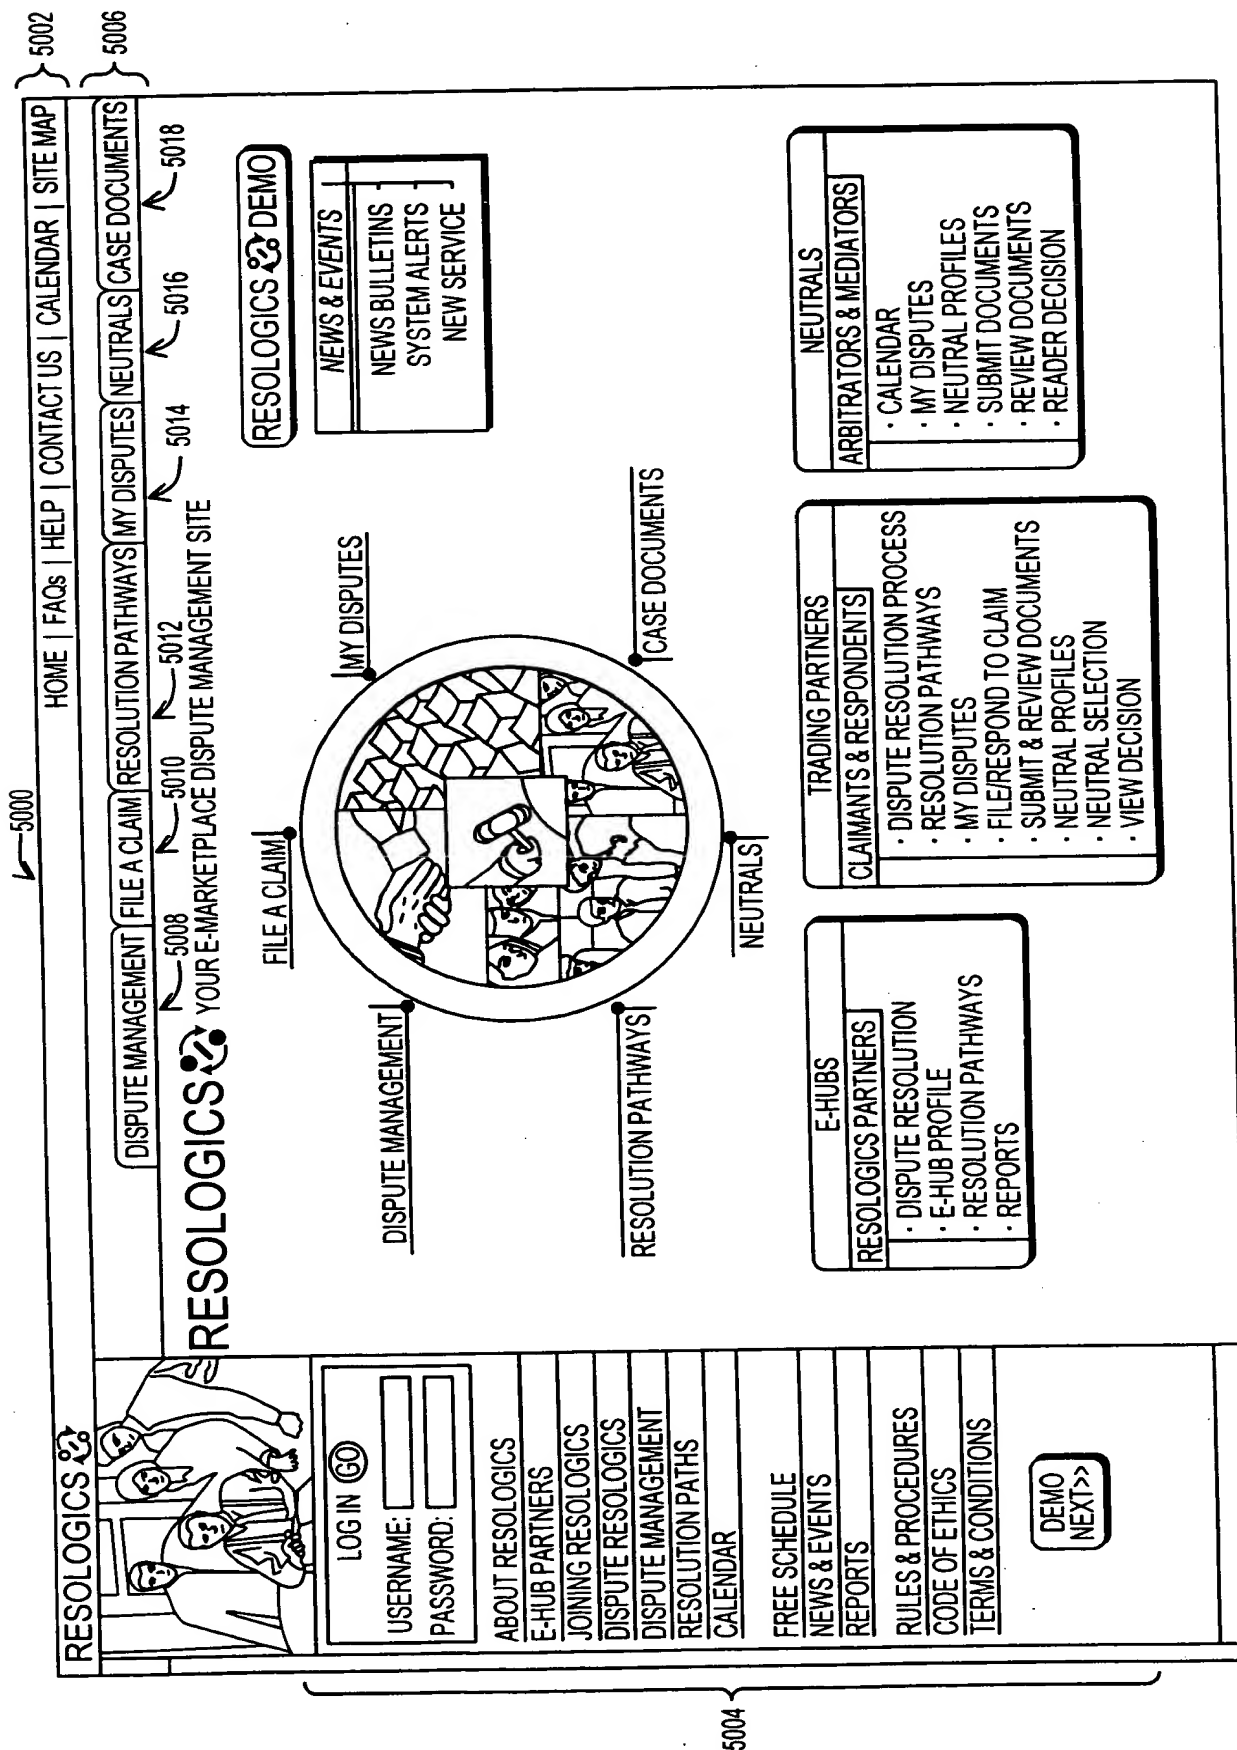 5000
HOME | FAQs | HELP | CONTACT US | CALENDAR | SITE MAP
5002
RESOLOGICS
DISPUTE MANAGEMENT
FILE A CLAIM
RESOLUTION PATHWAYS
MY DISPUTES
NEUTRALS
CASE DOCUMENTS
5006
5008
5010
5012
5014
5016
5018
RESOLOGICS YOUR E-MARKETPLACE DISPUTE MANAGEMENT SITE
RESOLOGICS DEMO
LOG IN GO
USERNAME:
PASSWORD:
ABOUT RESOLOGICS
E-HUB PARTNERS
JOINING RESOLOGICS
DISPUTE RESOLOGICS
DISPUTE MANAGEMENT
RESOLUTION PATHS
CALENDAR
FREE SCHEDULE
NEWS & EVENTS
REPORTS
RULES & PROCEDURES
CODE OF ETHICS
TERMS & CONDITIONS
DEMO
NEXT>>
5004
FILE A CLAIM
MY DISPUTES
DISPUTE MANAGEMENT
CASE DOCUMENTS
RESOLUTION PATHWAYS
NEUTRALS
NEWS & EVENTS
NEWS BULLETINS
SYSTEM ALERTS
NEW SERVICE
E-HUBS
RESOLOGICS PARTNERS
· DISPUTE RESOLUTION
· E-HUB PROFILE
· RESOLUTION PATHWAYS
· REPORTS
TRADING PARTNERS
CLAIMANTS & RESPONDENTS
· DISPUTE RESOLUTION PROCESS
· RESOLUTION PATHWAYS
· MY DISPUTES
· FILE/RESPOND TO CLAIM
· SUBMIT & REVIEW DOCUMENTS
· NEUTRAL PROFILES
· NEUTRAL SELECTION
· VIEW DECISION
NEUTRALS
ARBITRATORS & MEDIATORS
· CALENDAR
· MY DISPUTES
· NEUTRAL PROFILES
· SUBMIT DOCUMENTS
· REVIEW DOCUMENTS
· READER DECISION